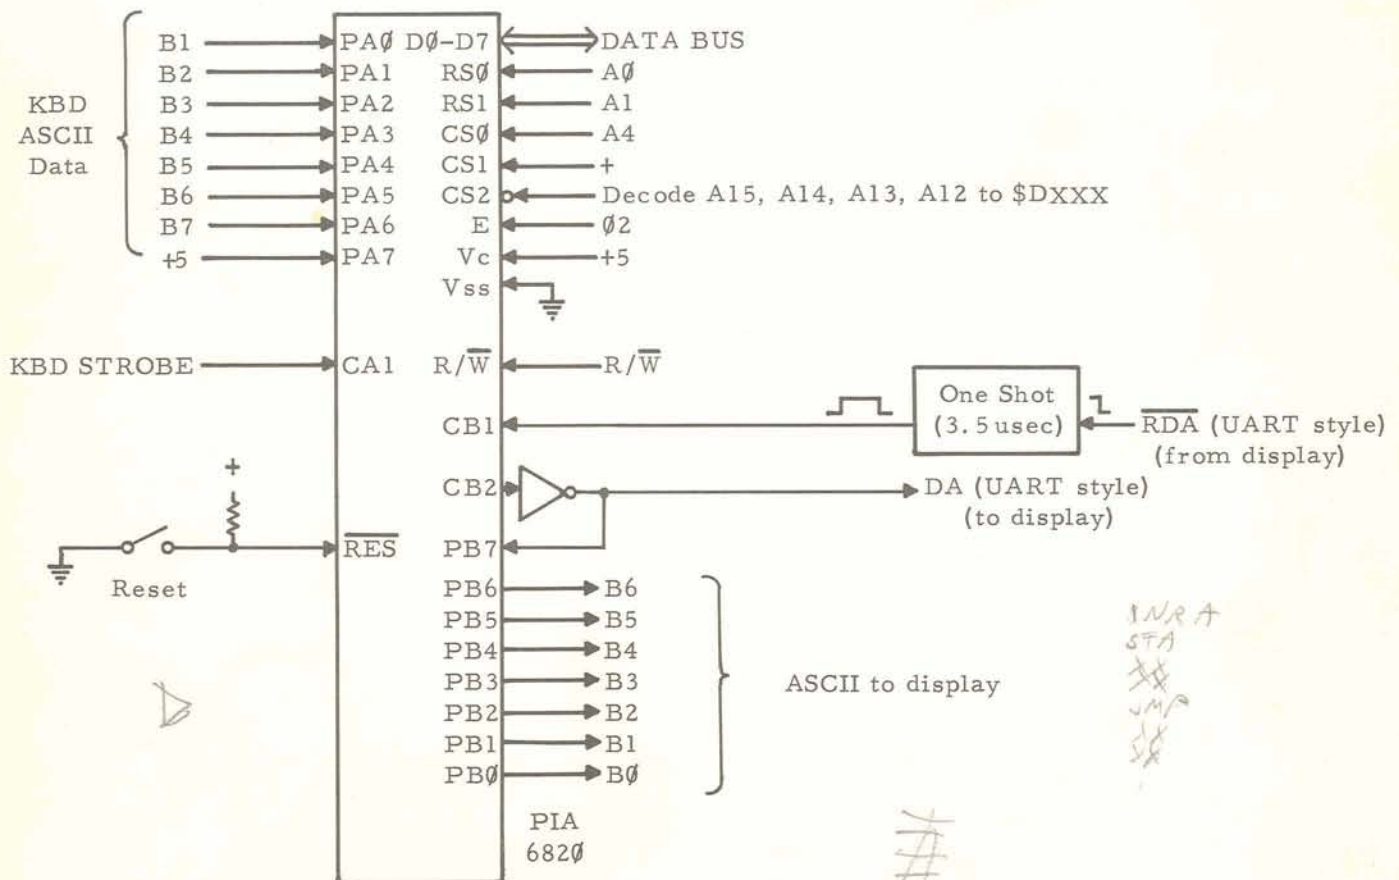 B1 PAØ DØ-D7 DATA BUS
B2 PA1 RSØ AØ
B3 PA2 RS1 A1
B4 PA3 CSØ A4
B5 PA4 CS1 +
B6 PA5 CS2 Decode A15, A14, A13, A12 to $DXXX
B7 PA6 E Ø2
+5 PA7 Vc +5
KBD
ASCII
Data
Vss
KBD STROBE CA1 R/W̅ R/W̅
One Shot
(3.5usec)
CB1
R̅D̅A̅ (UART style)
(from display)
CB2 DA (UART style)
(to display)
+
R̅E̅S̅ PB7
Reset
PB6 B6
PB5 B5
PB4 B4
PB3 B3
PB2 B2
PB1 B1
PBØ BØ
ASCII to display
PIA
682Ø
INR A
STA
JMP